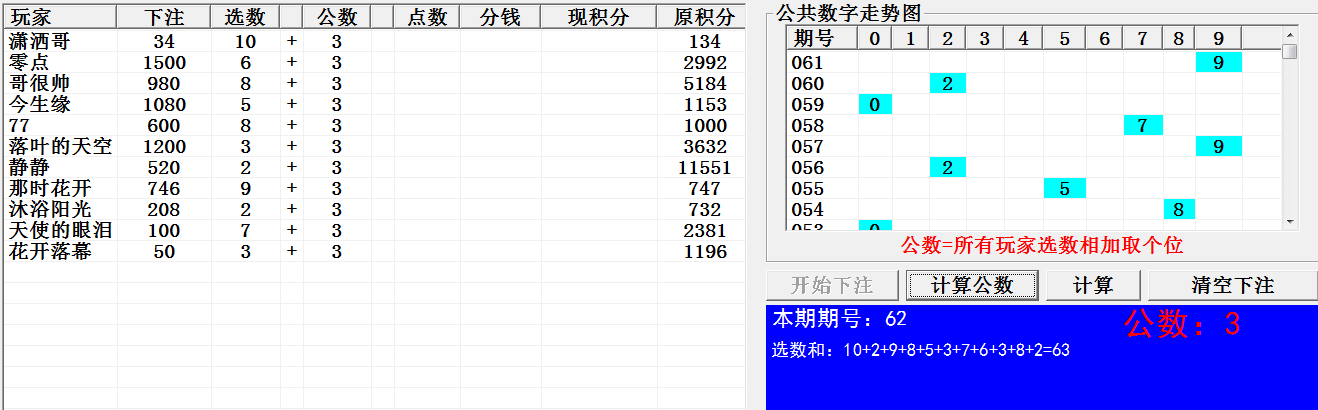 玩家 下注 选数 公数 点数 分钱 现积分 原积分
潇洒哥 34 10 + 3 134
零点 1500 6 + 3 2992
哥很帅 980 8 + 3 5184
今生缘 1080 5 + 3 1153
77 600 8 + 3 1000
落叶的天空 1200 3 + 3 3632
静静 520 2 + 3 11551
那时花开 746 9 + 3 747
沐浴阳光 208 2 + 3 732
天使的眼泪 100 7 + 3 2381
花开落幕 50 3 + 3 1196
公共数字走势图
期号 0 1 2 3 4 5 6 7 8 9
061 9
060 2
059 0
058 7
057 9
056 2
055 5
054 8
053 0
公数=所有玩家选数相加取个位
开始下注 计算公数 计算 清空下注
本期期号：62 公数：3
选数和：10+2+9+8+5+3+7+6+3+8+2=63